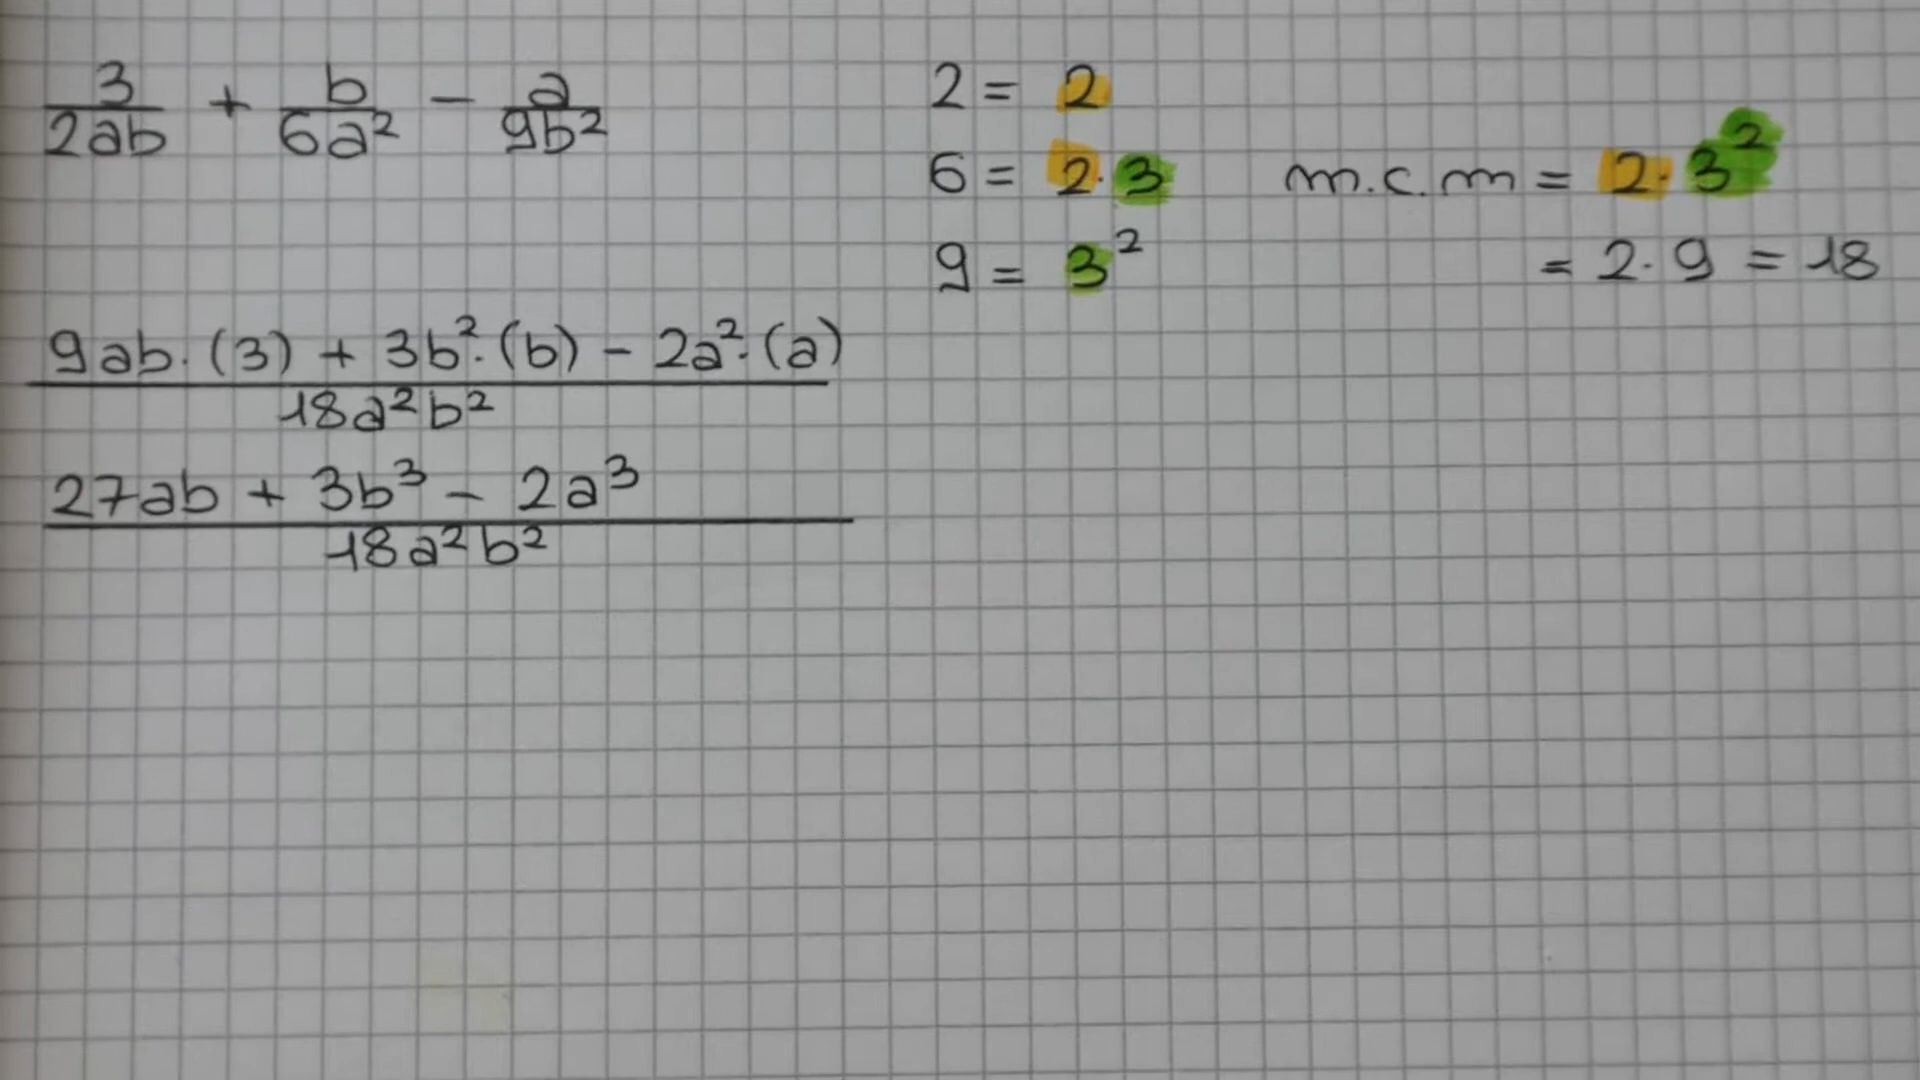 3/2ab + b/6a² - a/9b²
2 = 2
6 = 2·3
9 = 3²
m.c.m = 2·3²
= 2·9 = 18
9ab·(3) + 3b²·(b) - 2a²·(a)
18a²b²
27ab + 3b³ - 2a³
18a²b²